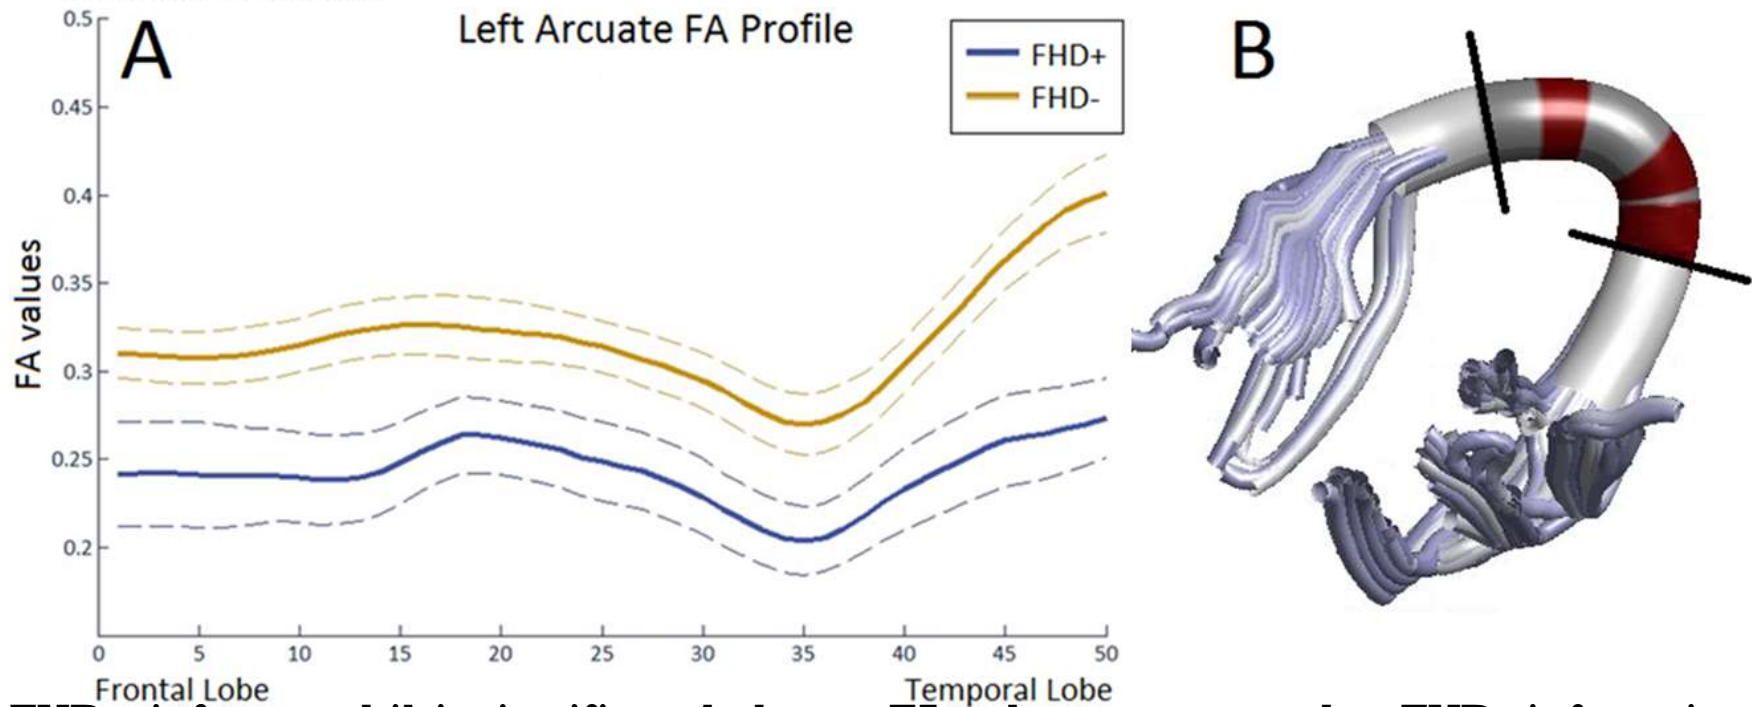 A
Left Arcuate FA Profile
FHD+
FHD-
B
FA values
0.5
0.45
0.4
0.35
0.3
0.25
0.2
0 5 10 15 20 25 30 35 40 45 50
Frontal Lobe Temporal Lobe